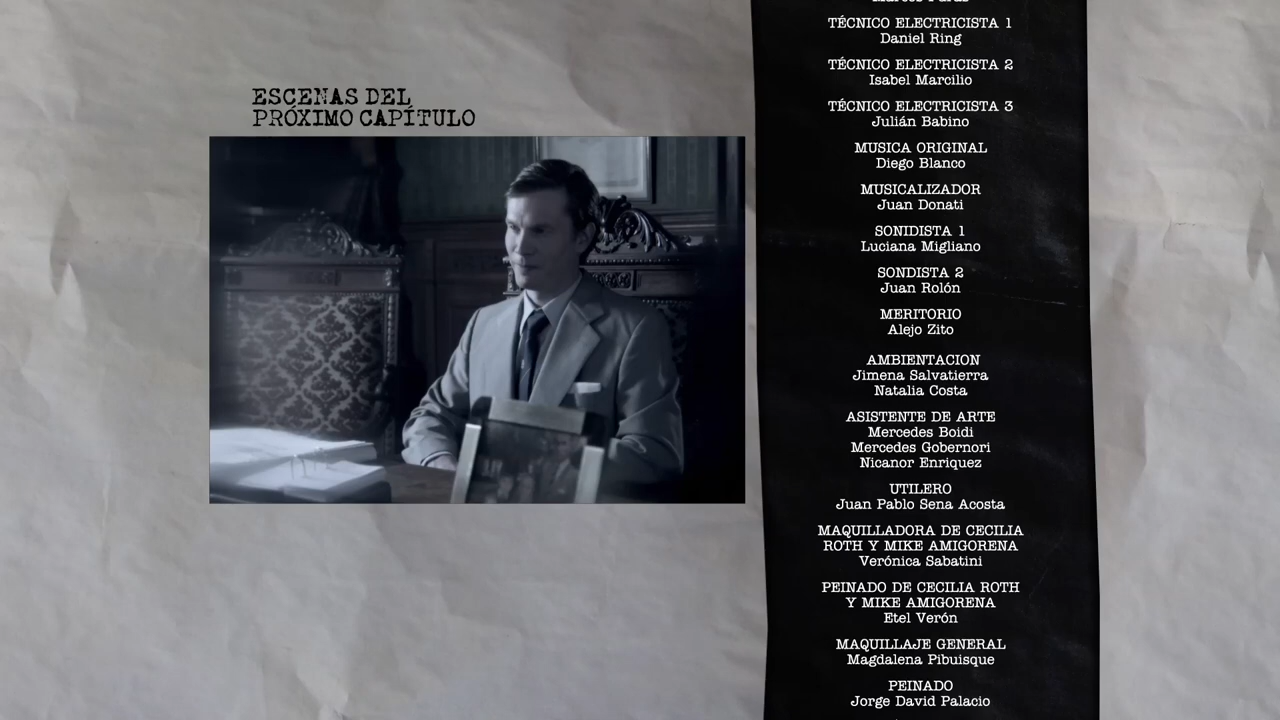 ESCENAS DEL
PRÓXIMO CAPÍTULO
TÉCNICO ELECTRICISTA 1
Daniel Ring
TÉCNICO ELECTRICISTA 2
Isabel Marcilio
TÉCNICO ELECTRICISTA 3
Julián Babino
MUSICA ORIGINAL
Diego Blanco
MUSICALIZADOR
Juan Donati
SONIDISTA 1
Luciana Migliano
SONDISTA 2
Juan Rolón
MERITORIO
Alejo Zito
AMBIENTACION
Jimena Salvatierra
Natalia Costa
ASISTENTE DE ARTE
Mercedes Boidi
Mercedes Gobernori
Nicanor Enriquez
UTILERO
Juan Pablo Sena Acosta
MAQUILLADORA DE CECILIA
ROTH Y MIKE AMIGORENA
Verónica Sabatini
PEINADO DE CECILIA ROTH
Y MIKE AMIGORENA
Etel Verón
MAQUILLAJE GENERAL
Magdalena Pibuisque
PEINADO
Jorge David Palacio